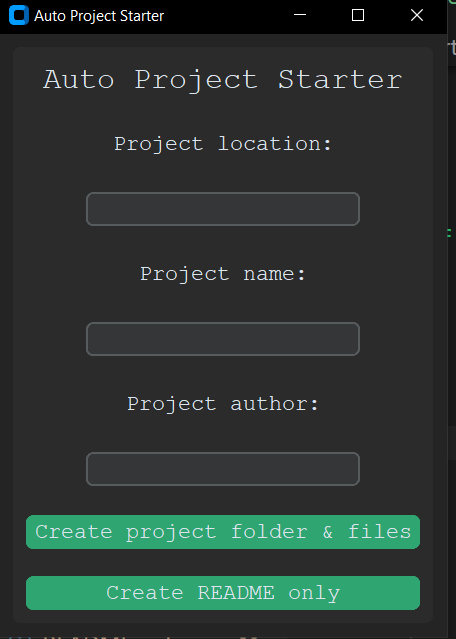 Auto Project Starter
Auto Project Starter
Project location:
Project name:
Project author:
Create project folder & files
Create README only